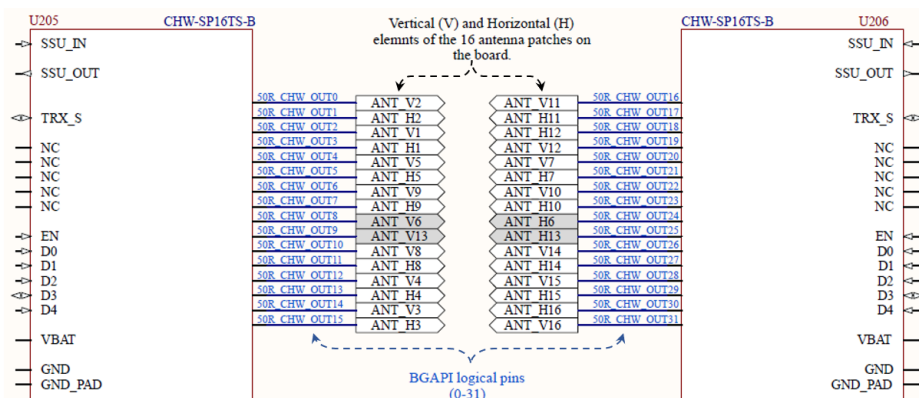 U205
CHW-SP16TS-B
SSU_IN
SSU_OUT
TRX_S
NC
NC
NC
NC
NC
EN
D0
D1
D2
D3
D4
VBAT
GND
GND_PAD
Vertical (V) and Horizontal (H)
elemnts of the 16 antenna patches on
the board.
50R_CHW_OUT0 ANT_V2
50R_CHW_OUT1 ANT_H2
50R_CHW_OUT2 ANT_V1
50R_CHW_OUT3 ANT_H1
50R_CHW_OUT4 ANT_V5
50R_CHW_OUT5 ANT_H5
50R_CHW_OUT6 ANT_V9
50R_CHW_OUT7 ANT_H9
50R_CHW_OUT8 ANT_V6
50R_CHW_OUT9 ANT_V13
50R_CHW_OUT10 ANT_V8
50R_CHW_OUT11 ANT_H8
50R_CHW_OUT12 ANT_V4
50R_CHW_OUT13 ANT_H4
50R_CHW_OUT14 ANT_V3
50R_CHW_OUT15 ANT_H3
ANT_V11 50R_CHW_OUT16
ANT_H11 50R_CHW_OUT17
ANT_H12 50R_CHW_OUT18
ANT_V12 50R_CHW_OUT19
ANT_V7 50R_CHW_OUT20
ANT_H7 50R_CHW_OUT21
ANT_V10 50R_CHW_OUT22
ANT_H10 50R_CHW_OUT23
ANT_H6 50R_CHW_OUT24
ANT_H13 50R_CHW_OUT25
ANT_V14 50R_CHW_OUT26
ANT_H14 50R_CHW_OUT27
ANT_V15 50R_CHW_OUT28
ANT_H15 50R_CHW_OUT29
ANT_H16 50R_CHW_OUT30
ANT_V16 50R_CHW_OUT31
BGAPI logical pins
(0-31)
CHW-SP16TS-B
U206
SSU_IN
SSU_OUT
TRX_S
NC
NC
NC
NC
NC
EN
D0
D1
D2
D3
D4
VBAT
GND
GND_PAD